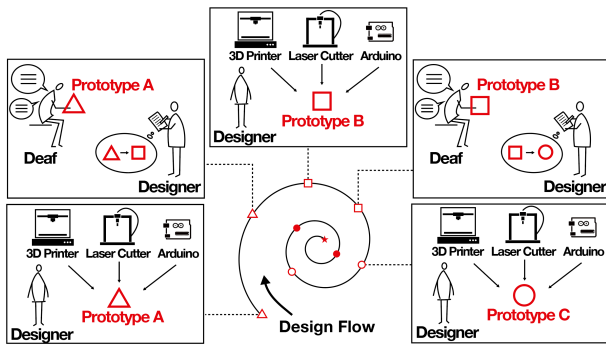 Prototype A
Deaf
Designer
3D Printer Laser Cutter Arduino
Prototype B
Designer
Prototype B
Deaf
Designer
3D Printer Laser Cutter Arduino
Prototype A
Designer
Design Flow
3D Printer Laser Cutter Arduino
Prototype C
Designer